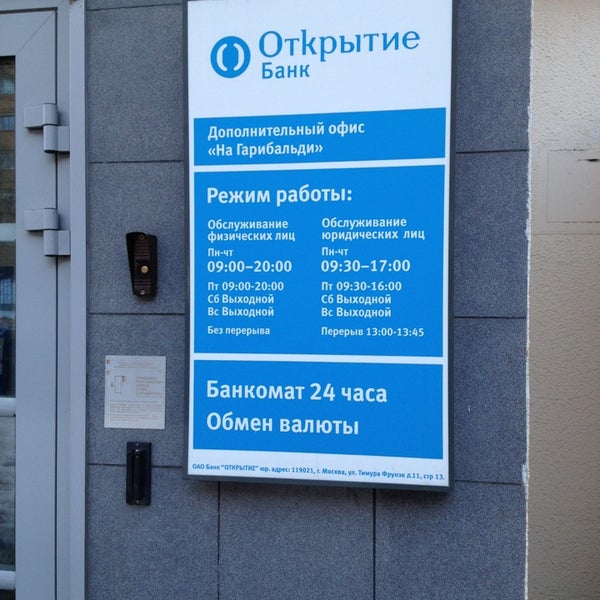 Открытие
Банк
Дополнительный офис
«На Гарибальди»
Режим работы:
Обслуживание
физических лиц
Пн-чт
09:00–20:00
Пт 09:00-20:00
Сб Выходной
Вс Выходной
Без перерыва
Обслуживание
юридических лиц
Пн-чт
09:30–17:00
Пт 09:30-16:00
Сб Выходной
Вс Выходной
Перерыв 13:00-13:45
Банкомат 24 часа
Обмен валюты
ОАО Банк "ОТКРЫТИЕ" юр. адрес: 119021, г. Москва, ул. Тимура Фрунзе д.11, стр 13.